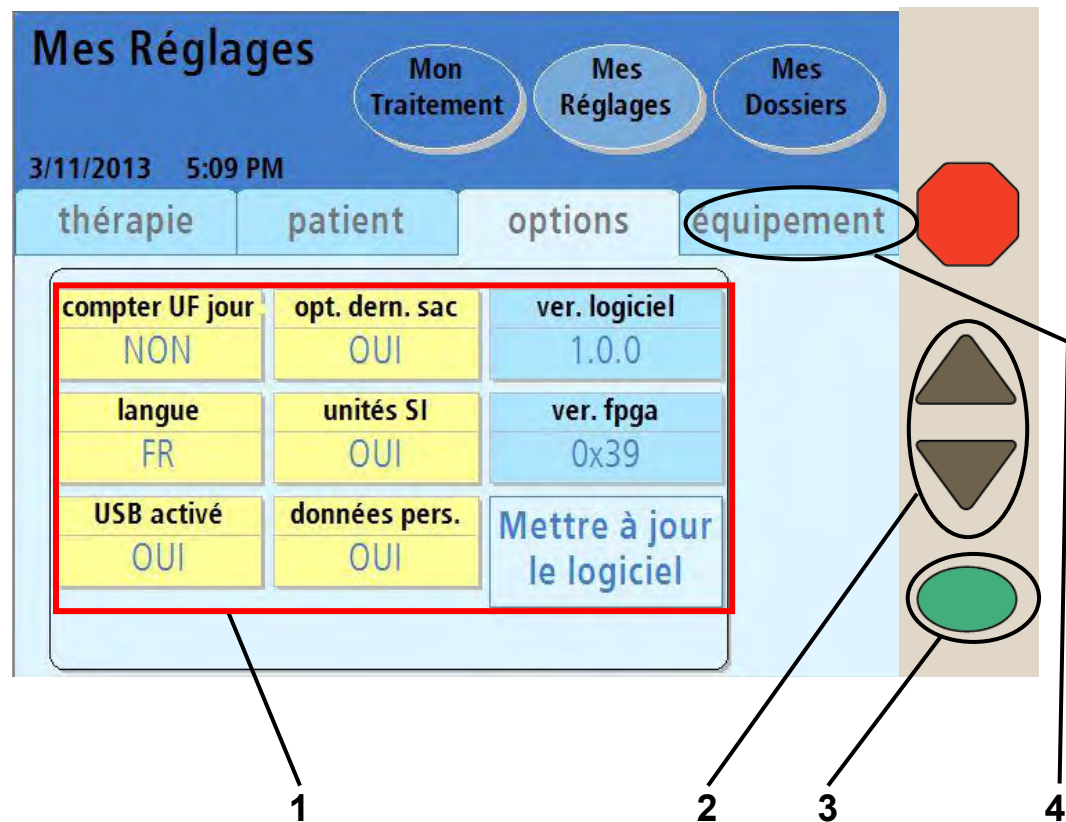 Mes Réglages
Mon
Traitement
Mes
Réglages
Mes
Dossiers
3/11/2013 5:09 PM
thérapie
patient
options
équipement
compter UF jour
NON
opt. dern. sac
OUI
ver. logiciel
1.0.0
langue
FR
unités SI
OUI
ver. fpga
0x39
USB activé
OUI
données pers.
OUI
Mettre à jour
le logiciel
1
2
3
4